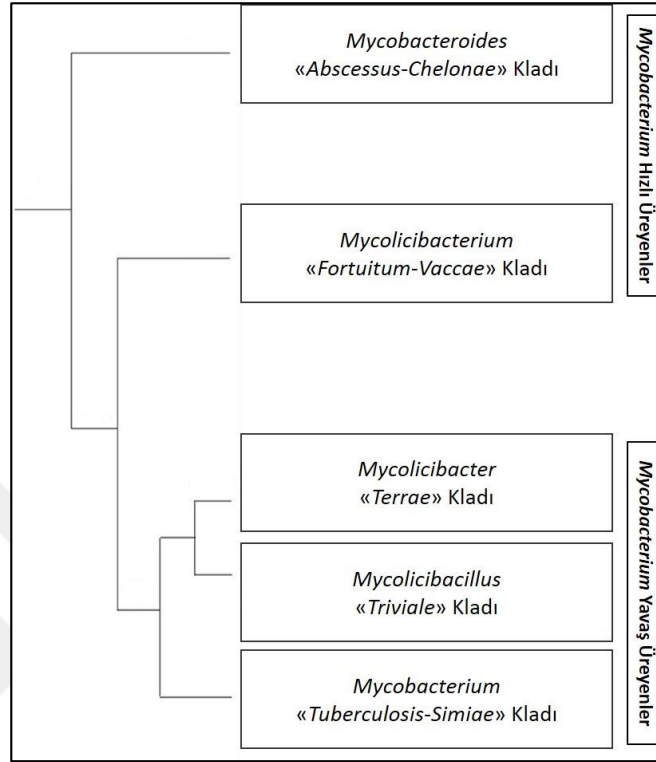 Mycobacteroides
«Abscessus-Chelonae» Kladı
Mycobacterium Hızlı Üreyenler
Mycolicibacterium
«Fortuitum-Vaccae» Kladı
Mycolicibacter
«Terrae» Kladı
Mycobacterium Yavaş Üreyenler
Mycolicibacillus
«Triviale» Kladı
Mycobacterium
«Tuberculosis-Simiae» Kladı